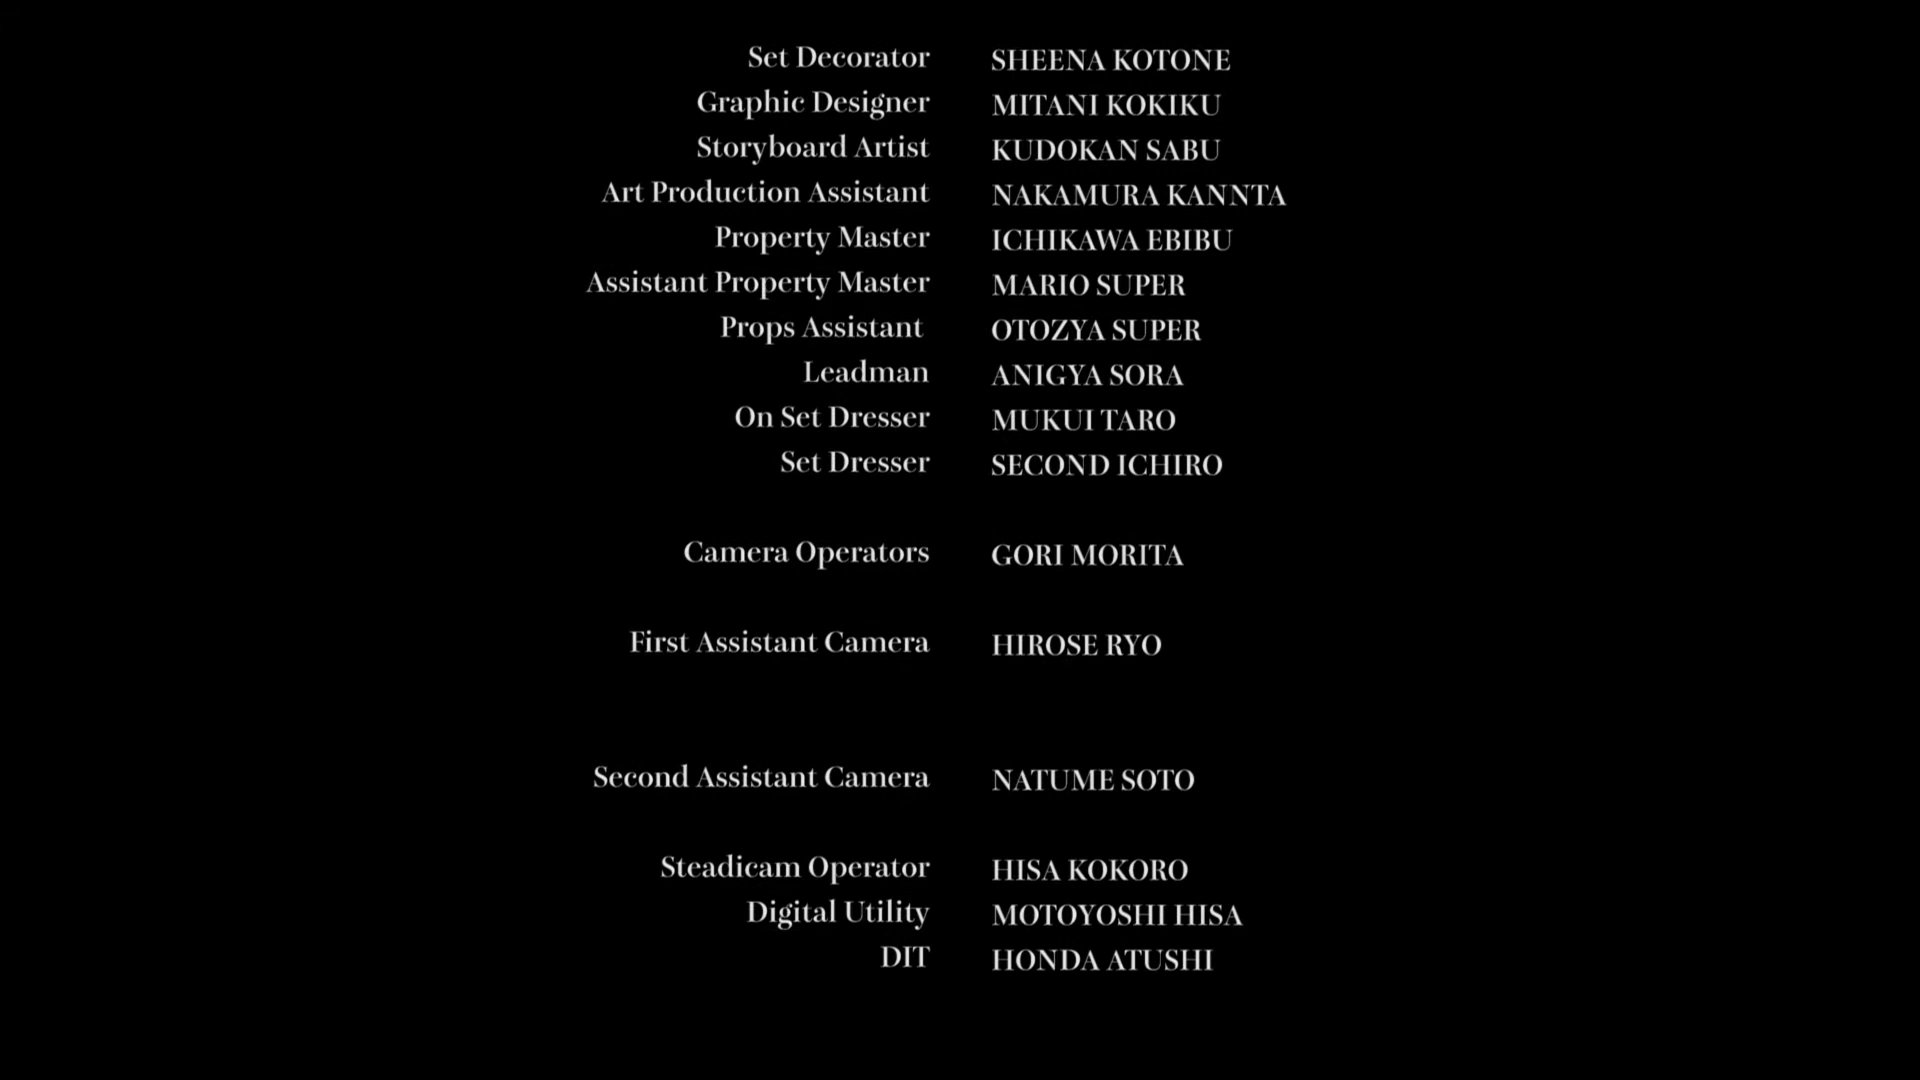 Set Decorator SHEENA KOTONE
Graphic Designer MITANI KOKIKU
Storyboard Artist KUDOKAN SABU
Art Production Assistant NAKAMURA KANNTA
Property Master ICHIKAWA EBIBU
Assistant Property Master MARIO SUPER
Props Assistant OTOZYA SUPER
Leadman ANIGYA SORA
On Set Dresser MUKUI TARO
Set Dresser SECOND ICHIRO
Camera Operators GORI MORITA
First Assistant Camera HIROSE RYO
Second Assistant Camera NATUME SOTO
Steadicam Operator HISA KOKORO
Digital Utility MOTOYOSHI HISA
DIT HONDA ATUSHI